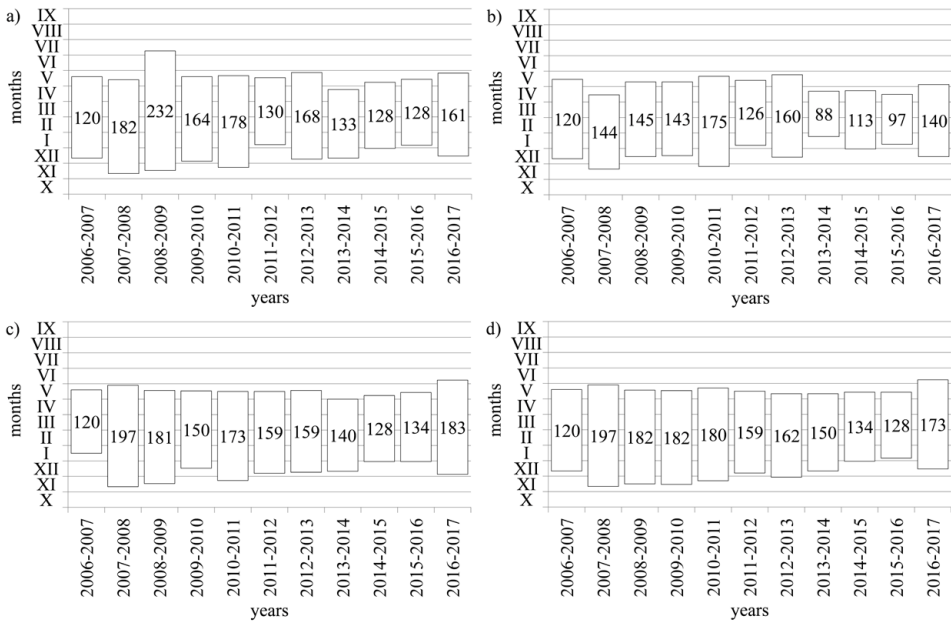 a)
months
IX
VIII
VII
VI
V
IV
III
II
I
XII
XI
X
120 182 232 164 178 130 168 133 128 128 161
2006-2007 2007-2008 2008-2009 2009-2010 2010-2011 2011-2012 2012-2013 2013-2014 2014-2015 2015-2016 2016-2017
years
b)
months
IX
VIII
VII
VI
V
IV
III
II
I
XII
XI
X
120 144 145 143 175 126 160 88 113 97 140
2006-2007 2007-2008 2008-2009 2009-2010 2010-2011 2011-2012 2012-2013 2013-2014 2014-2015 2015-2016 2016-2017
years
c)
months
IX
VIII
VII
VI
V
IV
III
II
I
XII
XI
X
120 197 181 150 173 159 159 140 128 134 183
2006-2007 2007-2008 2008-2009 2009-2010 2010-2011 2011-2012 2012-2013 2013-2014 2014-2015 2015-2016 2016-2017
years
d)
months
IX
VIII
VII
VI
V
IV
III
II
I
XII
XI
X
120 197 182 182 180 159 162 150 134 128 173
2006-2007 2007-2008 2008-2009 2009-2010 2010-2011 2011-2012 2012-2013 2013-2014 2014-2015 2015-2016 2016-2017
years